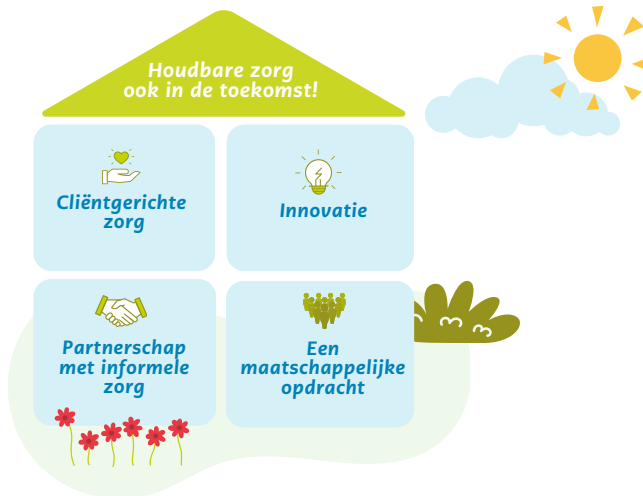 Houdbare zorg
ook in de toekomst!
Cliëntgerichte
zorg
Innovatie
Partnerschap
met informele
zorg
Een
maatschappelijke
opdracht